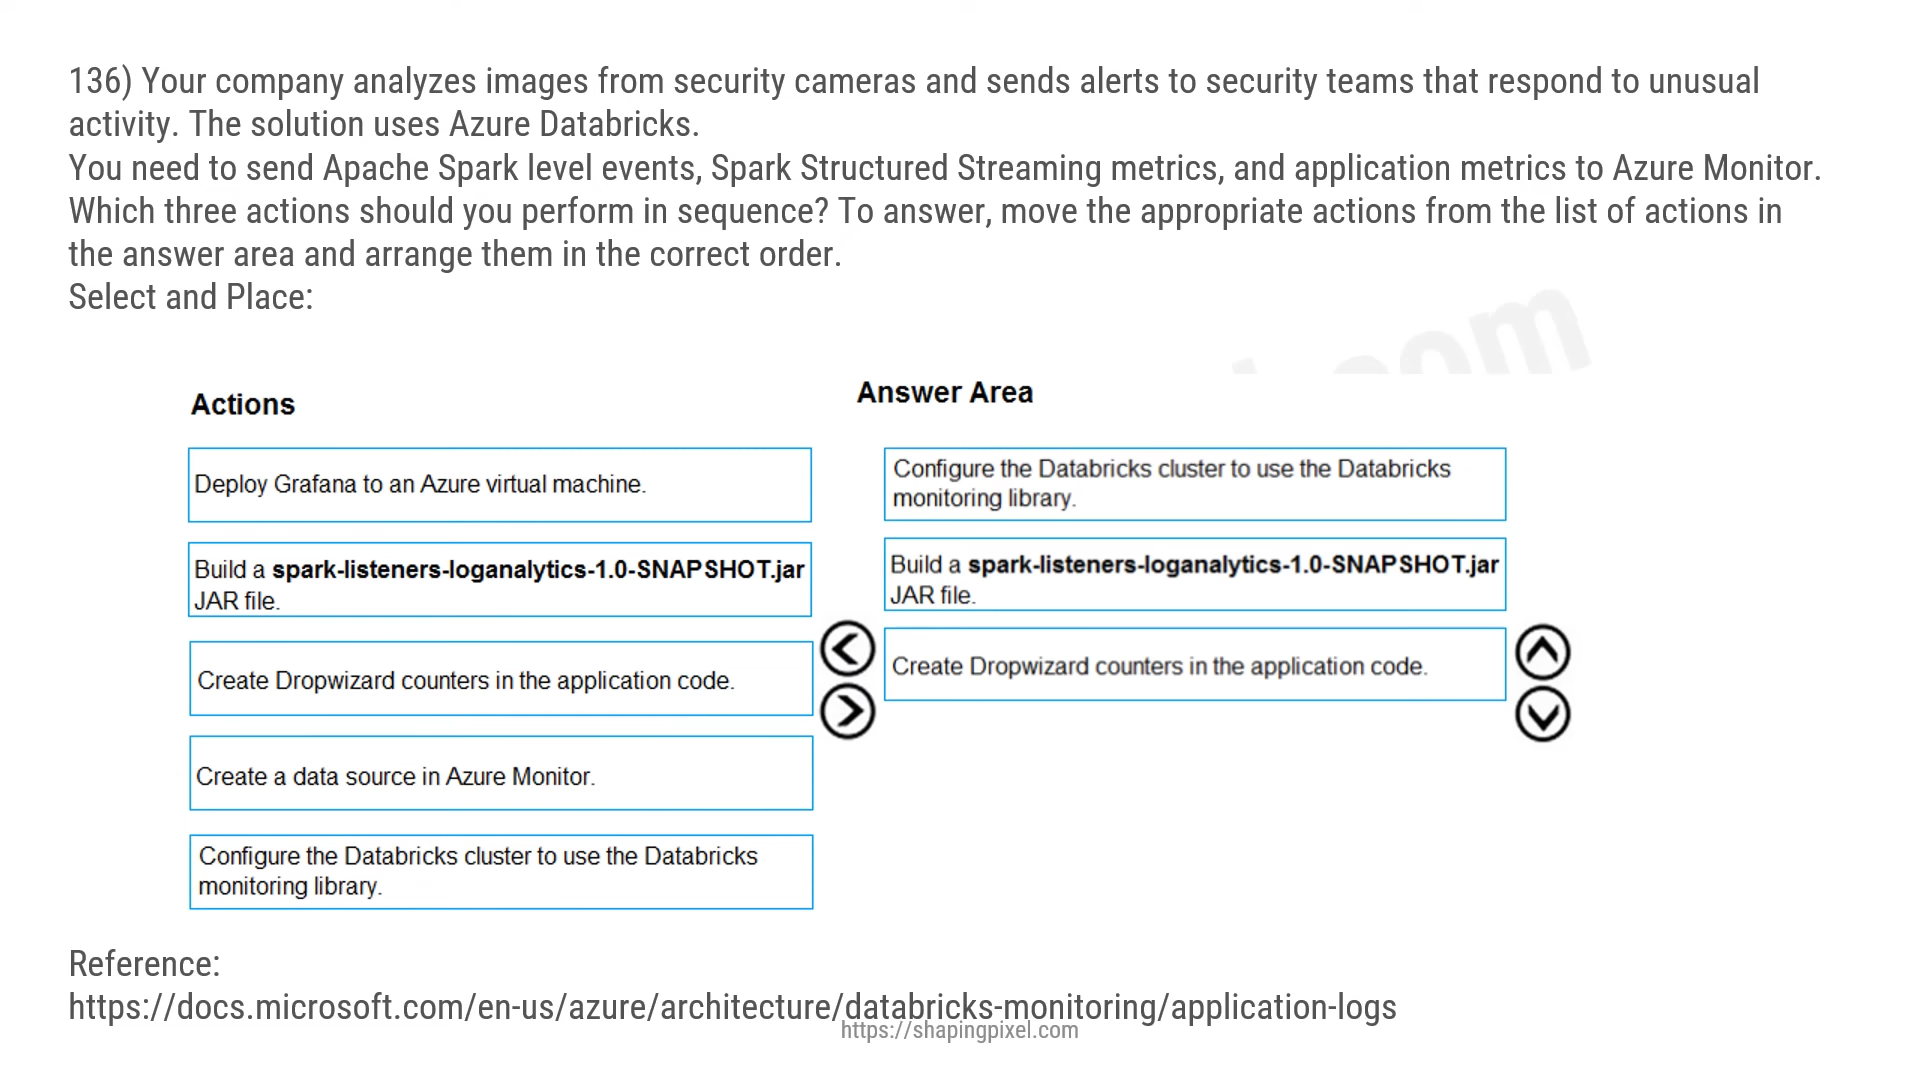 136) Your company analyzes images from security cameras and sends alerts to security teams that respond to unusual
activity. The solution uses Azure Databricks.
You need to send Apache Spark level events, Spark Structured Streaming metrics, and application metrics to Azure Monitor.
Which three actions should you perform in sequence? To answer, move the appropriate actions from the list of actions in
the answer area and arrange them in the correct order.
Select and Place:
Actions
Deploy Grafana to an Azure virtual machine.
Build a spark-listeners-loganalytics-1.0-SNAPSHOT.jar
JAR file.
Create Dropwizard counters in the application code.
Create a data source in Azure Monitor.
Configure the Databricks cluster to use the Databricks
monitoring library.
Answer Area
Configure the Databricks cluster to use the Databricks
monitoring library.
Build a spark-listeners-loganalytics-1.0-SNAPSHOT.jar
JAR file.
Create Dropwizard counters in the application code.
Reference:
https://docs.microsoft.com/en-us/azure/architecture/databricks-monitoring/application-logs
https://shapingpixel.com